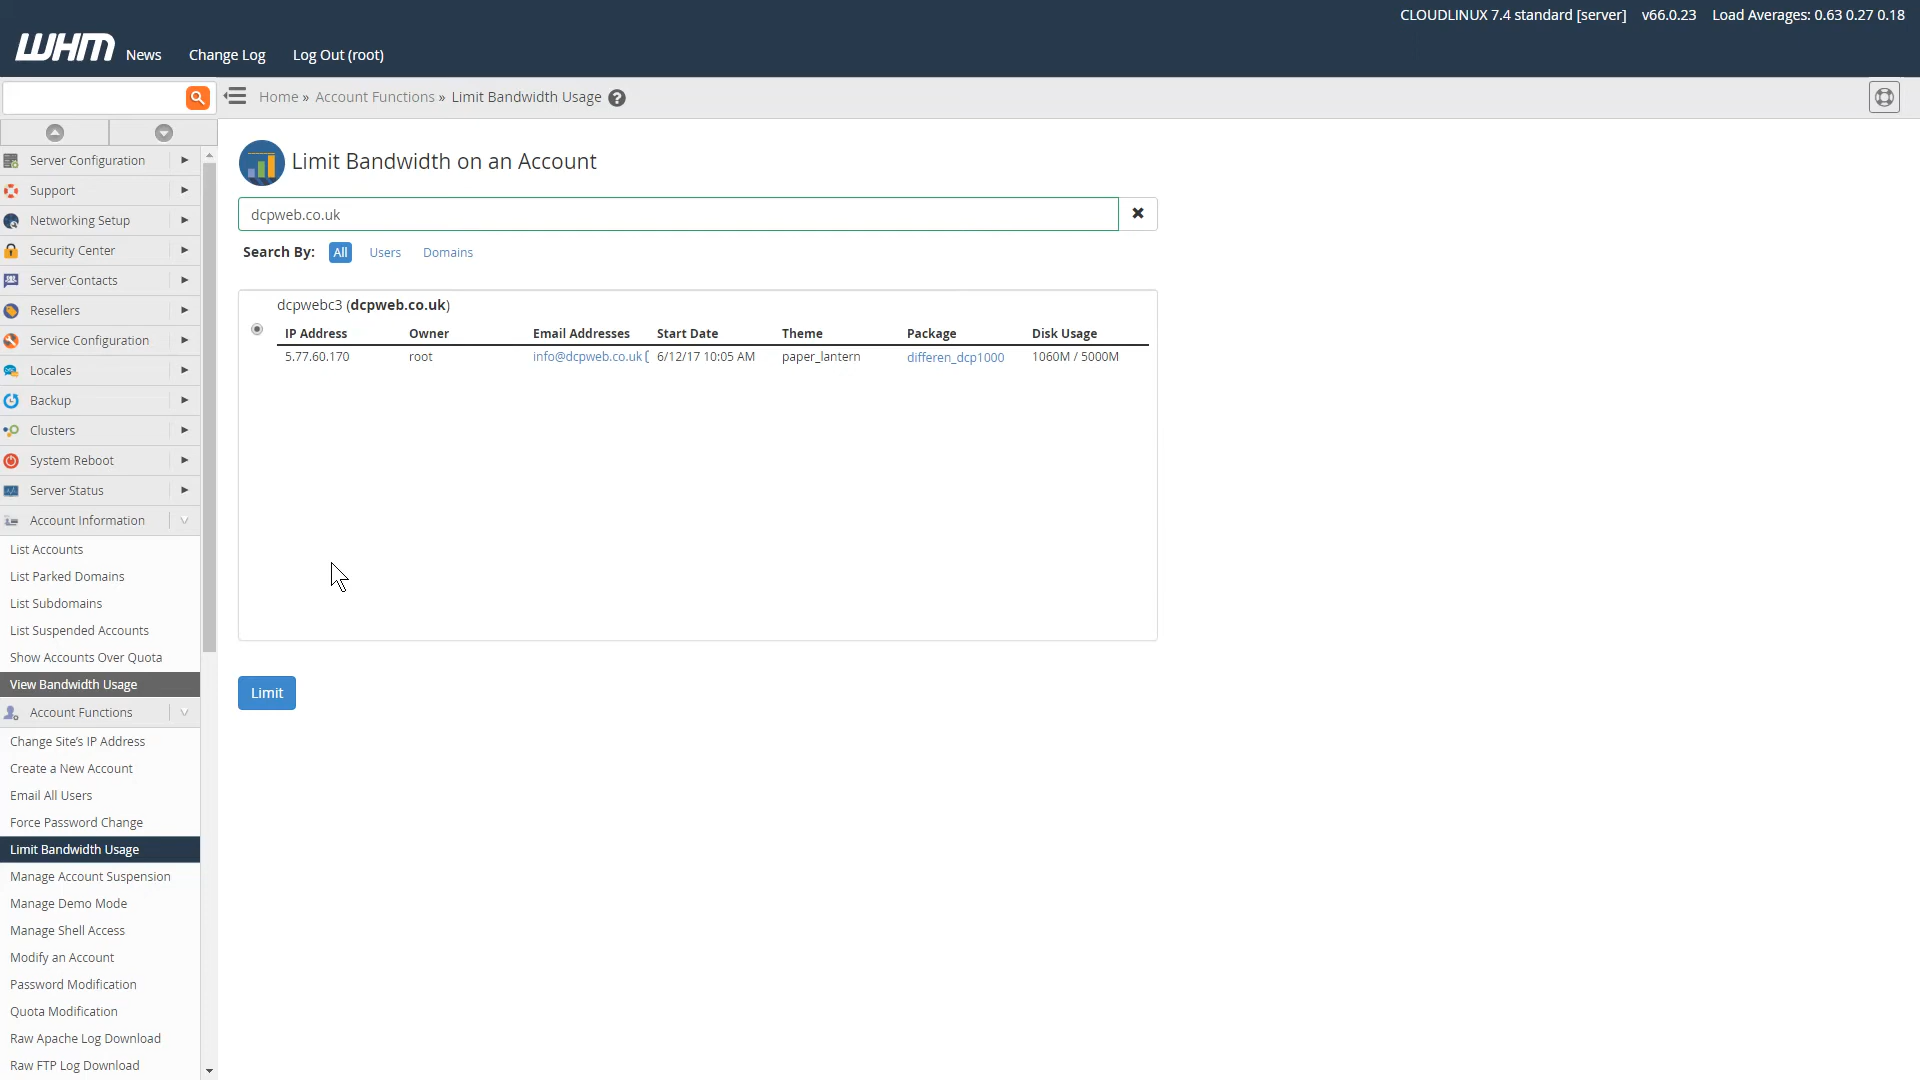 CLOUDLINUX 7.4 standard [server] v66.0.23 Load Averages: 0.63 0.27 0.18
WHM News Change Log Log Out (root)
Home » Account Functions » Limit Bandwidth Usage ?
Limit Bandwidth on an Account
dcpweb.co.uk
Search By: All Users Domains
dcpwebc3 (dcpweb.co.uk)
IP Address Owner Email Addresses Start Date Theme Package Disk Usage
5.77.60.170 root info@dcpweb.co.uk 6/12/17 10:05 AM paper_lantern differen_dcp1000 1060M / 5000M
Limit
Server Configuration
Support
Networking Setup
Security Center
Server Contacts
Resellers
Service Configuration
Locales
Backup
Clusters
System Reboot
Server Status
Account Information
List Accounts
List Parked Domains
List Subdomains
List Suspended Accounts
Show Accounts Over Quota
View Bandwidth Usage
Account Functions
Change Site's IP Address
Create a New Account
Email All Users
Force Password Change
Limit Bandwidth Usage
Manage Account Suspension
Manage Demo Mode
Manage Shell Access
Modify an Account
Password Modification
Quota Modification
Raw Apache Log Download
Raw FTP Log Download